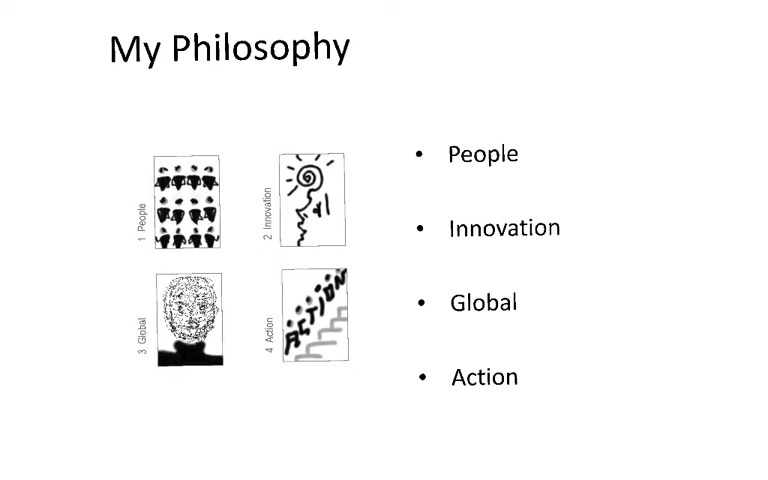 My Philosophy
1 People
2 Innovation
3 Global
4 Action
ACTION
• People
• Innovation
• Global
• Action